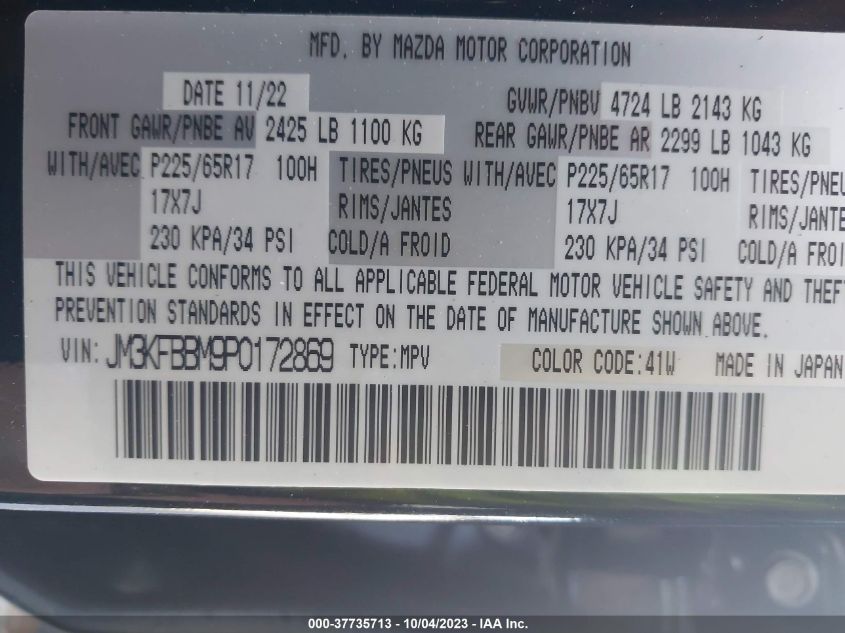 MFD. BY MAZDA MOTOR CORPORATION
DATE 11/22 GVWR/PNBV 4724 LB 2143 KG
FRONT GAWR/PNBE AV 2425 LB 1100 KG REAR GAWR/PNBE AR 2299 LB 1043 KG
WITH/AVEC P225/65R17 100H TIRES/PNEUS WITH/AVEC P225/65R17 100H TIRES/PNEU
17X7J RIMS/JANTES 17X7J RIMS/JANTE
230 KPA/34 PSI COLD/A FROID 230 KPA/34 PSI COLD/A FROI
THIS VEHICLE CONFORMS TO ALL APPLICABLE FEDERAL MOTOR VEHICLE SAFETY AND THEF
PREVENTION STANDARDS IN EFFECT ON THE DATE OF MANUFACTURE SHOWN ABOVE.
VIN: JM3KFBBM9P0172869 TYPE:MPV COLOR CODE:41W MADE IN JAPAN
000-37735713 - 10/04/2023 - IAA Inc.